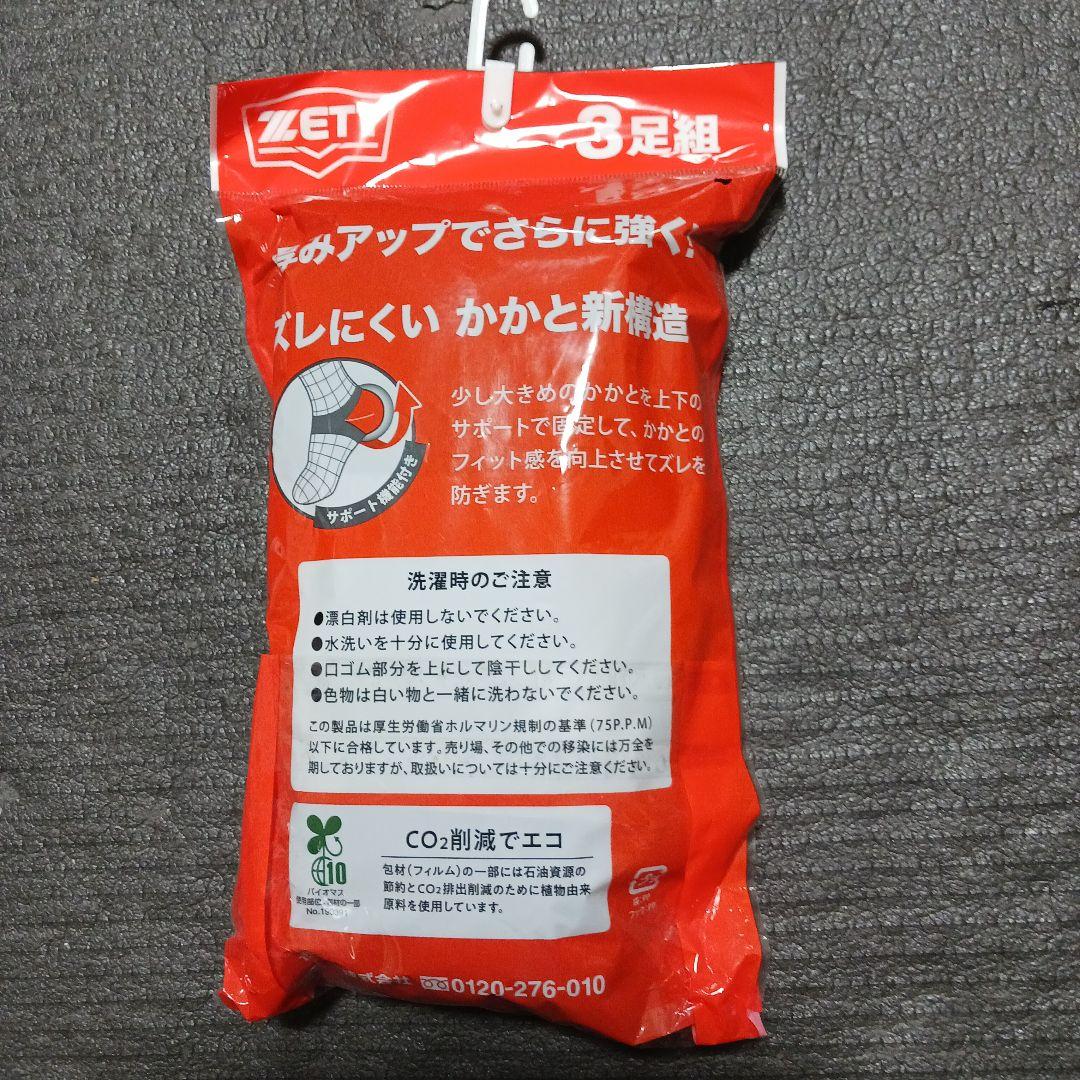 ZETT
3足組
厚みアップでさらに強く!
ズレにくい かかと新構造
少し大きめのかかとを上下の
サポートで固定して、かかとの
フィット感を向上させてズレを
防ぎます。
サポート機能付き
洗濯時のご注意
●漂白剤は使用しないでください。
●水洗いを十分に使用してください。
●口ゴム部分を上にして陰干ししてください。
●色物は白い物と一緒に洗わないでください。
この製品は厚生労働省ホルマリン規制の基準(75P.P.M)
以下に合格しています。売り場、その他での移染には万全を
期しておりますが、取扱いについては十分にご注意ください。
10
バイオマス
使用部位:包材の一部
CO2削減でエコ
包材(フィルム)の一部には石油資源の
節約とCO2排出削減のために植物由来
原料を使用しています。
プラ
株式会社 0120-276-010